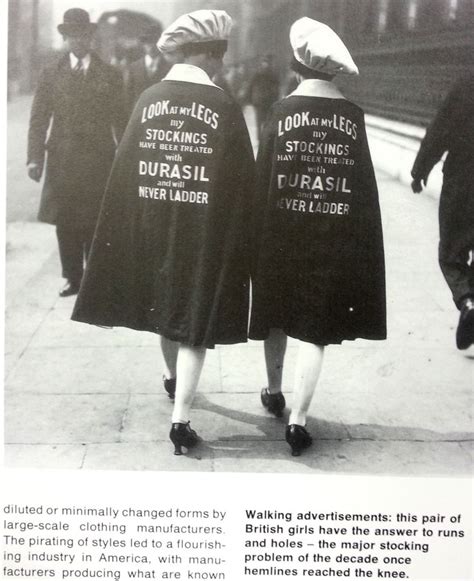 LOOK AT MY LEGS
my
STOCKINGS
HAVE BEEN TREATED
with
DURASIL
and will
NEVER LADDER
LOOK AT MY LEGS
my
STOCKINGS
HAVE BEEN TREATED
with
DURASIL
and will
NEVER LADDER
diluted or minimally changed forms by
large-scale clothing manufacturers.
The pirating of styles led to a flourish-
ing industry in America, with manu-
facturers producing what are known
Walking advertisements: this pair of
British girls have the answer to runs
and holes – the major stocking
problem of the decade once
hemlines reached the knee.